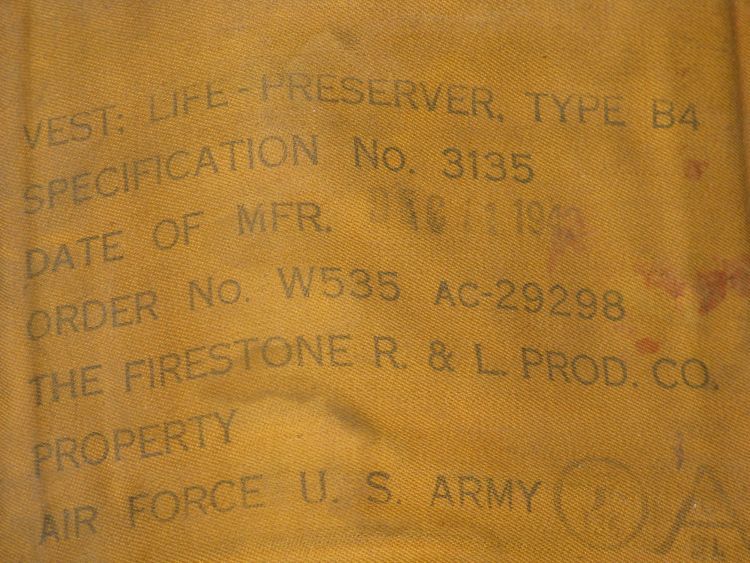 VEST; LIFE-PRESERVER, TYPE B4
SPECIFICATION No. 3135
DATE OF MFR.
ORDER No. W535 AC-29298
THE FIRESTONE R. & L. PROD. CO.
PROPERTY
AIR FORCE U. S. ARMY